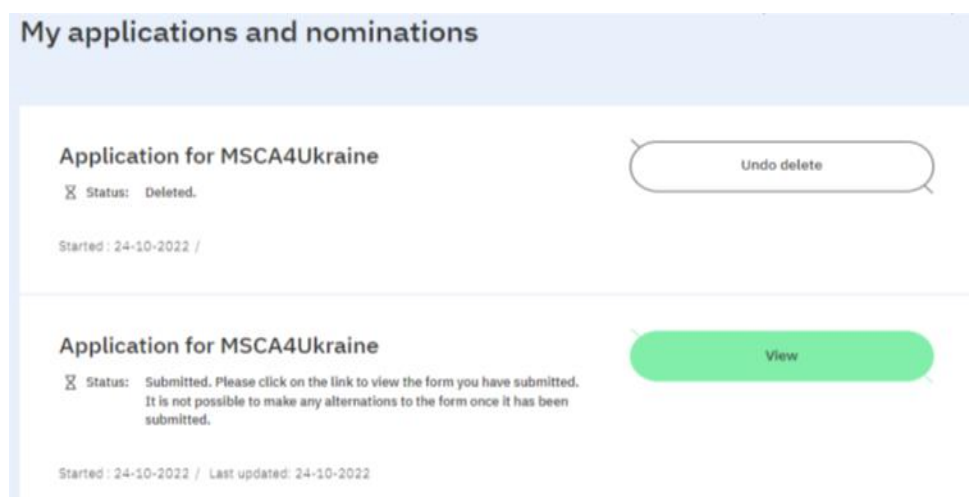 My applications and nominations
Application for MSCA4Ukraine
Undo delete
Status: Deleted.
Started : 24-10-2022 /
Application for MSCA4Ukraine
View
Status: Submitted. Please click on the link to view the form you have submitted.
It is not possible to make any alternations to the form once it has been
submitted.
Started : 24-10-2022 / Last updated: 24-10-2022